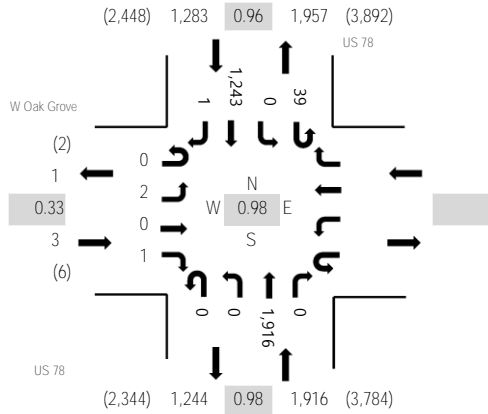 (2,448) 1,283 0.96 1,957 (3,892)
US 78
1 1,243 0 39
W Oak Grove
(2)
1
0
0.33
2
N
W 0.98 E
S
0
3
1
(6)
0 0 1,916 0
US 78
(2,344) 1,244 0.98 1,916 (3,784)